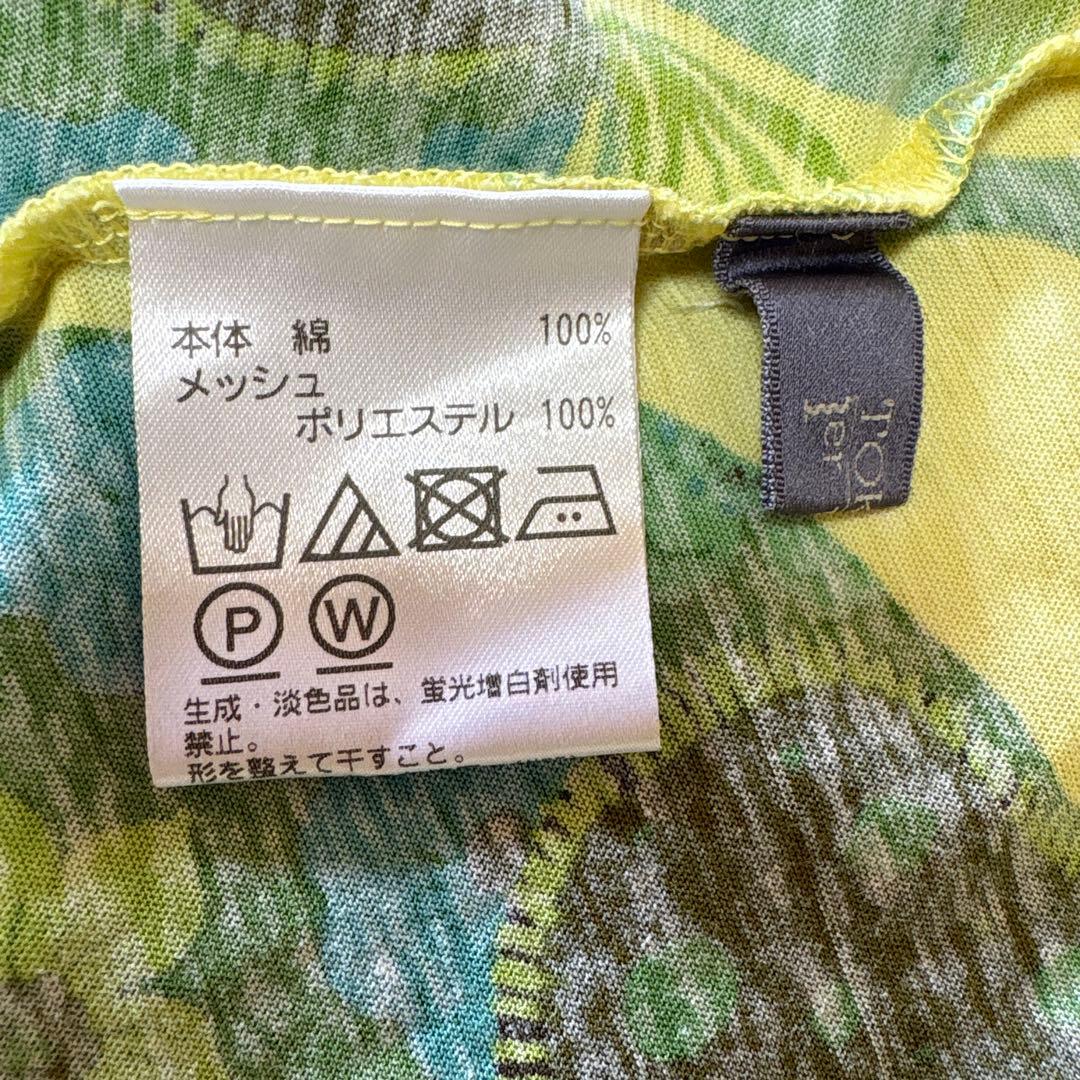 本体 綿 100%
メッシュ
ポリエステル 100%
P W
生成・淡色品は、蛍光増白剤使用
禁止。
形を整えて干すこと。